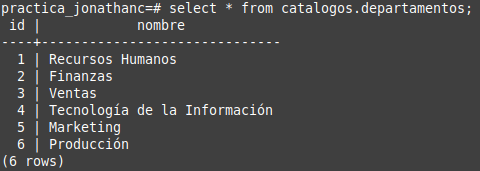 practica_jonathanc=# select * from catalogos.departamentos;
 id |           nombre
----+------------------------------
  1 | Recursos Humanos
  2 | Finanzas
  3 | Ventas
  4 | Tecnología de la Información
  5 | Marketing
  6 | Producción
(6 rows)